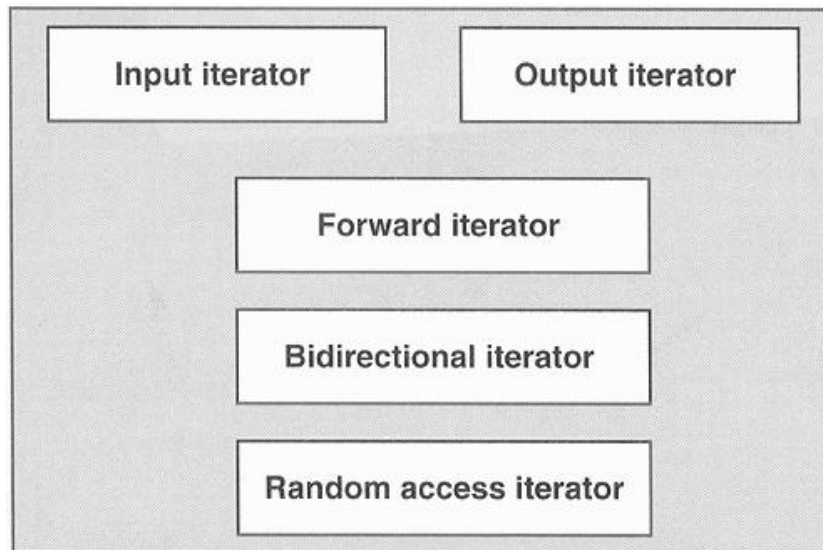 Input iterator
Output iterator
Forward iterator
Bidirectional iterator
Random access iterator